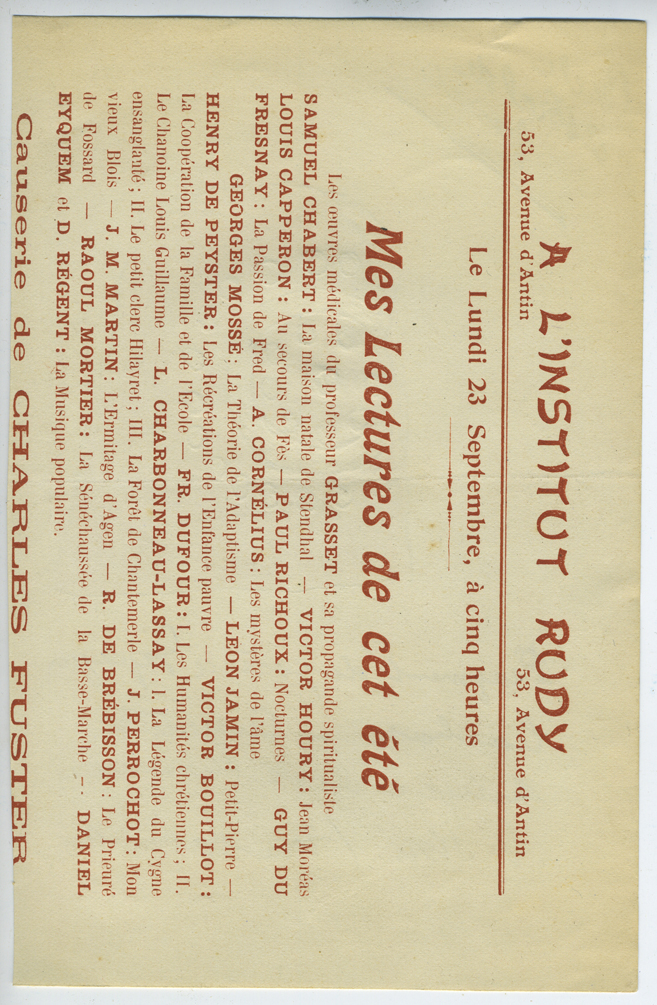 A L'INSTITUT RUDY
53, Avenue d'Antin 53, Avenue d'Antin
Le Lundi 23 Septembre, à cinq heures
Mes Lectures de cet été
Les œuvres médicales du professeur GRASSET et sa propagande spiritualiste
SAMUEL CHABERT : La maison natale de Stendhal — VICTOR HOURY : Jean Moréas
LOUIS CAPPERON : Au secours de Fès — PAUL RICHOUX : Nocturnes — GUY DU
FRESNAY : La Passion de Fred — A. CORNÉLIUS : Les mystères de l'âme
GEORGES MOSSÉ : La Théorie de l'Adaptisme — LÉON JAMIN : Petit-Pierre —
HENRY DE PEYSTER : Les Récréations de l'Enfance pauvre — VICTOR BOUILLOT :
La Coopération de la Famille et de l'Ecole — FR. DUFOUR : I. Les Humanités chrétiennes ; II.
Le Chanoine Louis Guillaume — L. CHARBONNEAU-LASSAY : I. La Légende du Cygne
ensanglanté ; II. Le petit clerc Hilayret ; III. La Forêt de Chantemerle — J. PERROCHOT : Mon
vieux Blois — J. M. MARTIN : L'Ermitage d'Agen — R. DE BRÉBISSON : Le Prieuré
de Fossard — RAOUL MORTIER : La Sénéchaussée de la Basse-Marche — DANIEL
EYQUEM et D. RÉGENT : La Musique populaire.
Causerie de CHARLES FUSTER